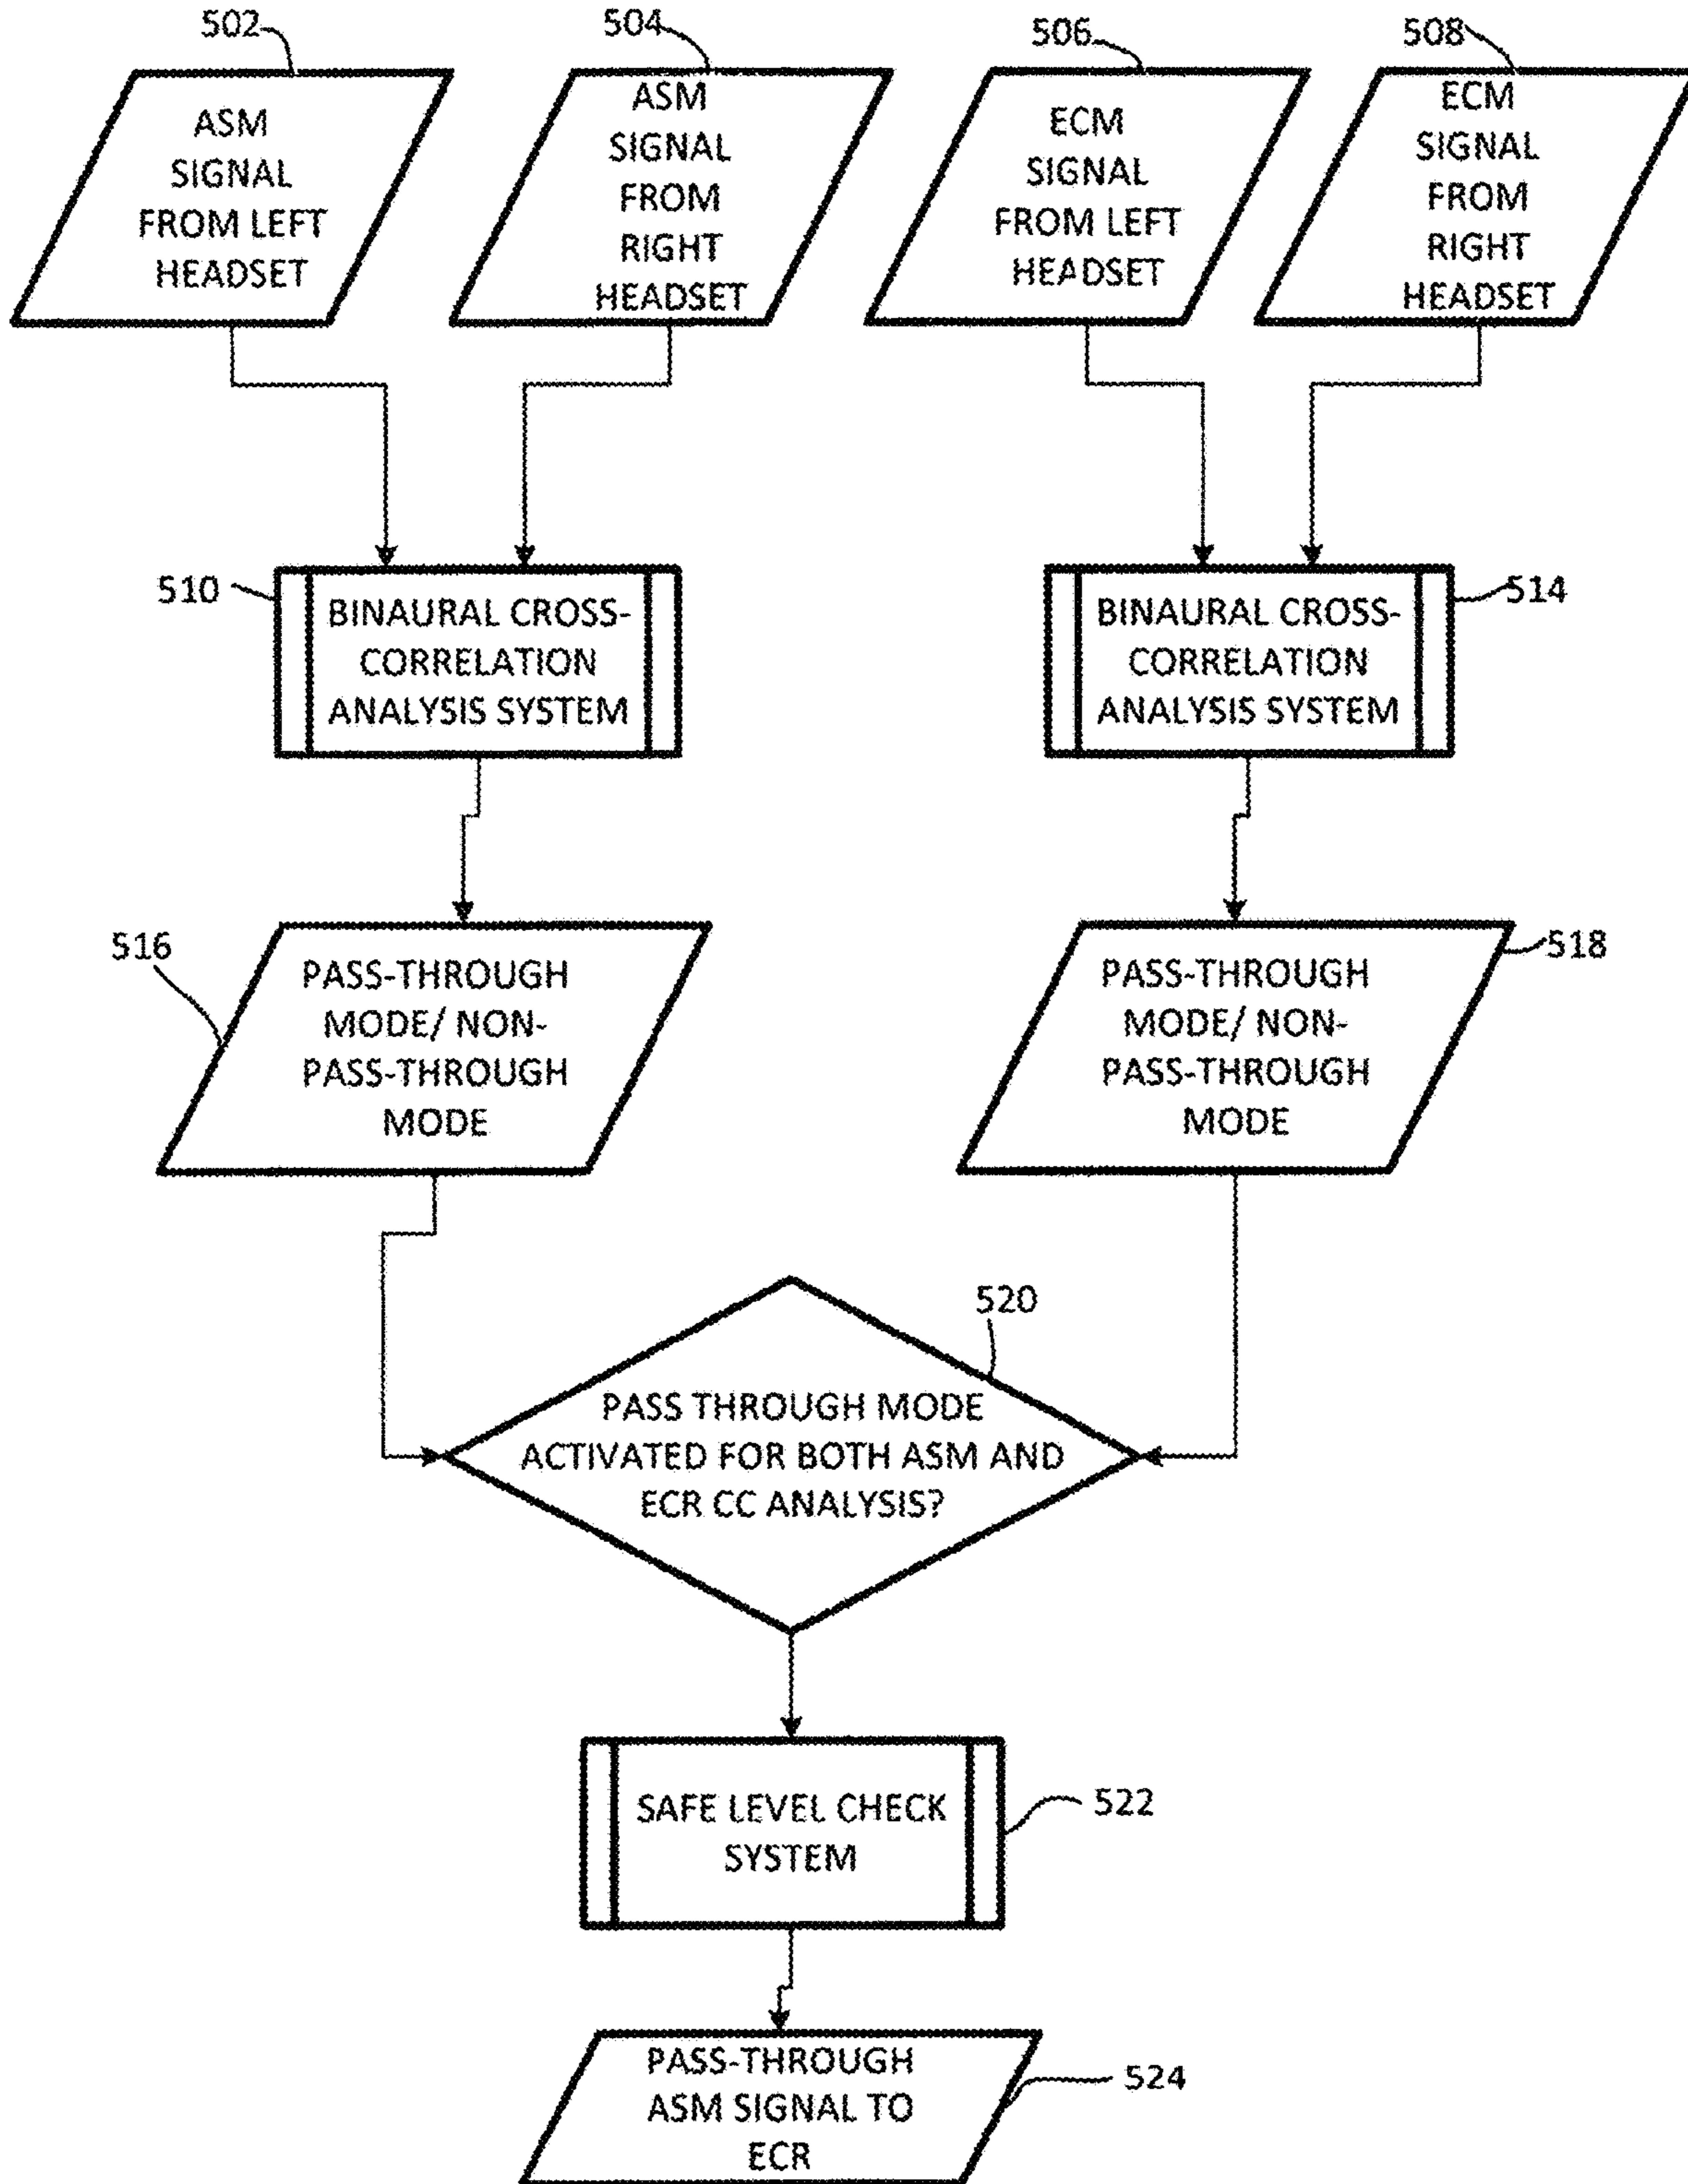 502
504
506
508
ASM
SIGNAL
FROM LEFT
HEADSET
ASM
SIGNAL
FROM
RIGHT
HEADSET
ECM
SIGNAL
FROM LEFT
HEADSET
ECM
SIGNAL
FROM
RIGHT
HEADSET
510
BINAURAL CROSS-
CORRELATION
ANALYSIS SYSTEM
BINAURAL CROSS-
CORRELATION
ANALYSIS SYSTEM
514
516
PASS-THROUGH
MODE/ NON-
PASS-THROUGH
MODE
PASS-THROUGH
MODE/ NON-
PASS-THROUGH
MODE
518
520
PASS THROUGH MODE
ACTIVATED FOR BOTH ASM AND
ECR CC ANALYSIS?
SAFE LEVEL CHECK
SYSTEM
522
PASS-THROUGH
ASM SIGNAL TO
ECR
524